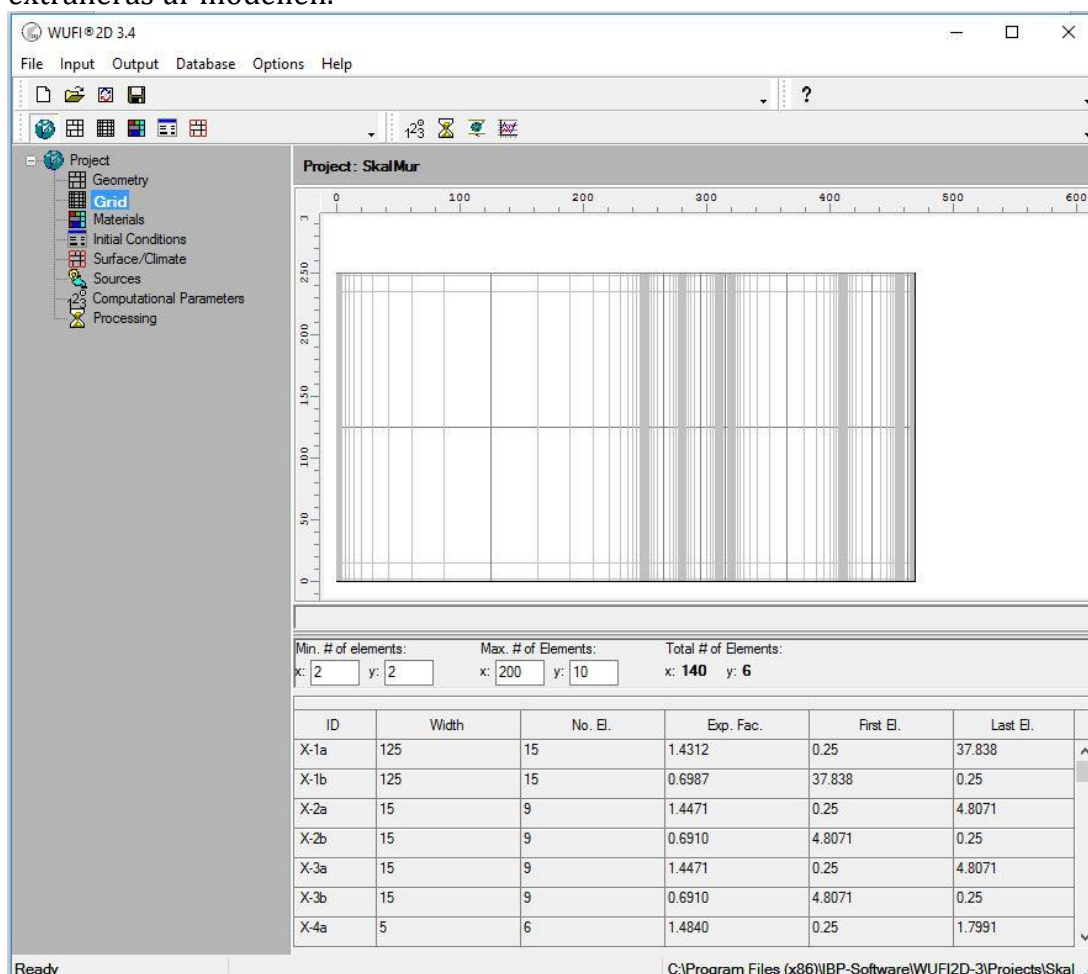 extraheras ur modellen.
WUFI®2D 3.4
File Input Output Database Options Help
?
Project
Geometry
Grid
Materials
Initial Conditions
Surface/Climate
Sources
Computational Parameters
Processing
Project: SkalMur
0 100 200 300 400 500 600
3
250
200
150
100
50
0
Min. # of elements: Max. # of Elements: Total # of Elements:
x: 2 y: 2 x: 200 y: 10 x: 140 y: 6
ID Width No. El. Exp. Fac. First El. Last El.
X-1a 125 15 1.4312 0.25 37.838
X-1b 125 15 0.6987 37.838 0.25
X-2a 15 9 1.4471 0.25 4.8071
X-2b 15 9 0.6910 4.8071 0.25
X-3a 15 9 1.4471 0.25 4.8071
X-3b 15 9 0.6910 4.8071 0.25
X-4a 5 6 1.4840 0.25 1.7991
Ready C:\Program Files (x86)\IBP-Software\WUFI2D-3\Projects\Skal